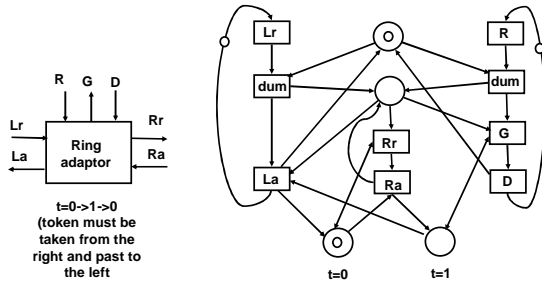 R G D
Lr
La
Ring
adaptor
Rr
Ra
t=0->1->0
(token must be
taken from the
right and past to
the left
Lr
dum
La
Rr
Ra
R
dum
G
D
t=0
t=1